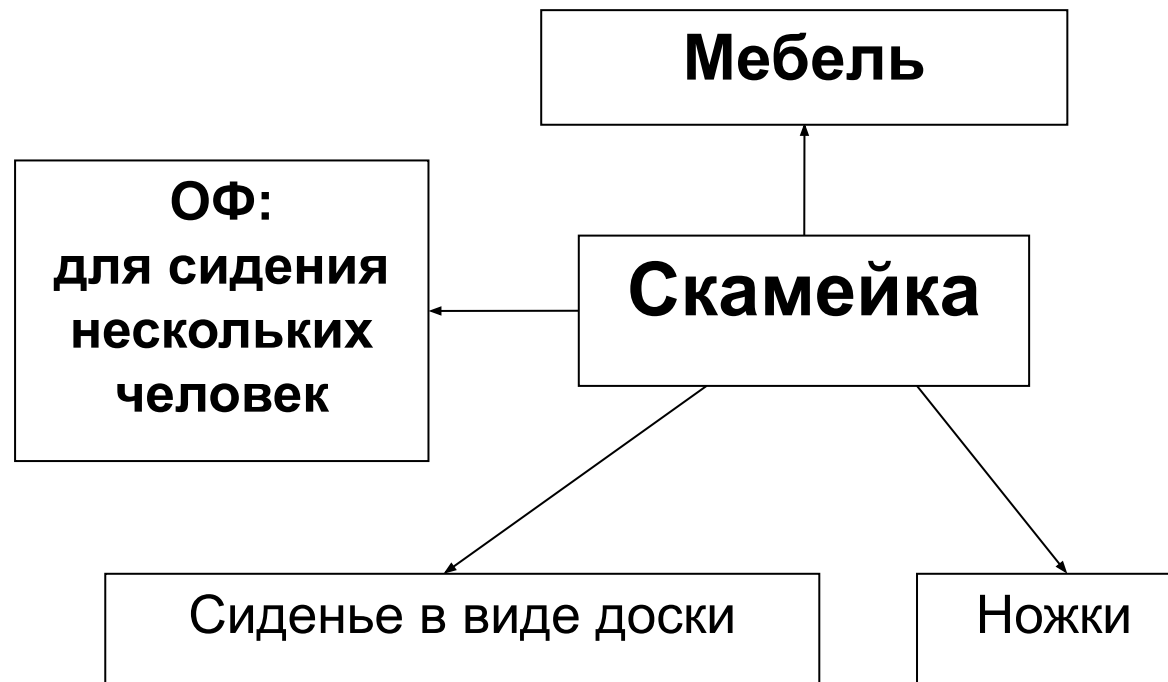 Мебель
ОФ:
для сидения
нескольких
человек
Скамейка
Сиденье в виде доски
Ножки